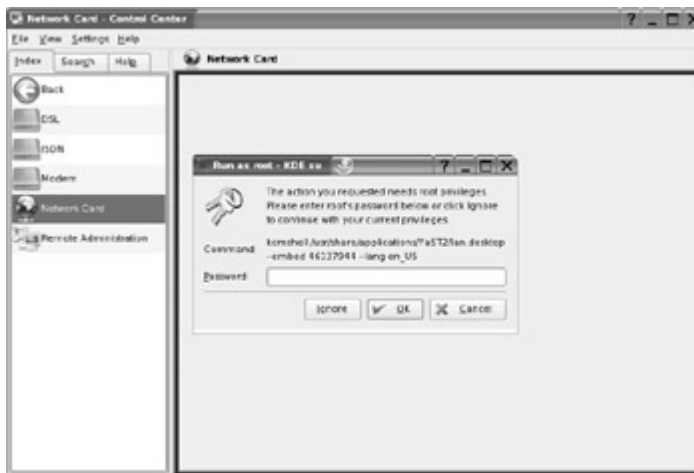 Network Card - Control Center
File View Settings Help
Index Search Help
Network Card
Back
DSL
ISDN
Modem
Network Card
Remote Administration
Run as root - KDE su
The action you requested needs root privileges.
Please enter root's password below or click Ignore
to continue with your current privileges.
Command: kcmshell /usr/share/applications/YaST2/lan.desktop
--embed 46137944 --lang en_US
Password:
Ignore
OK
Cancel